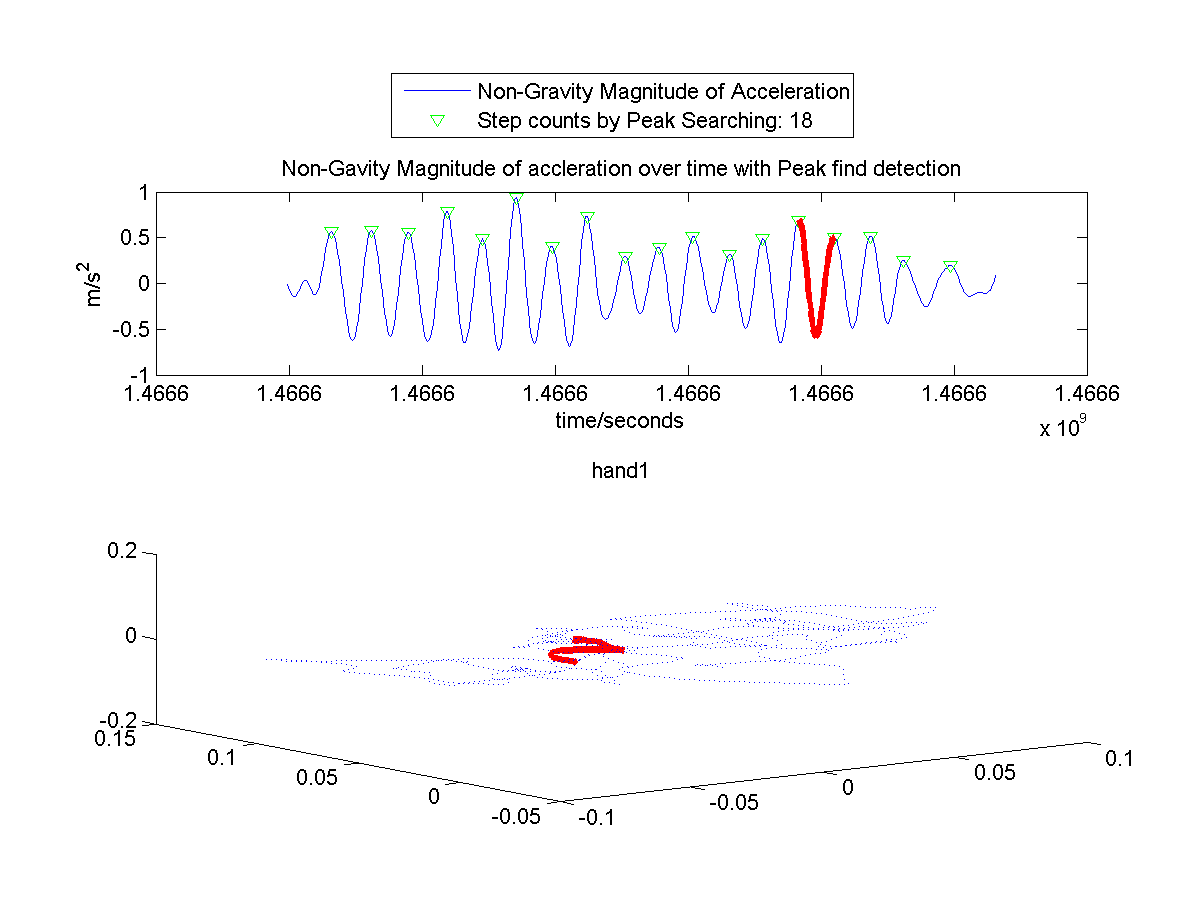 Non-Gravity Magnitude of Acceleration
Step counts by Peak Searching: 18
Non-Gavity Magnitude of accleration over time with Peak find detection
1
0.5
0
-0.5
-1
m/s2
1.4666 1.4666 1.4666 1.4666 1.4666 1.4666 1.4666 1.4666
time/seconds
x 10^9
hand1
0.2
0
-0.2
0.15
0.1
0.05
0
-0.05
-0.1
-0.05
0
0.05
0.1